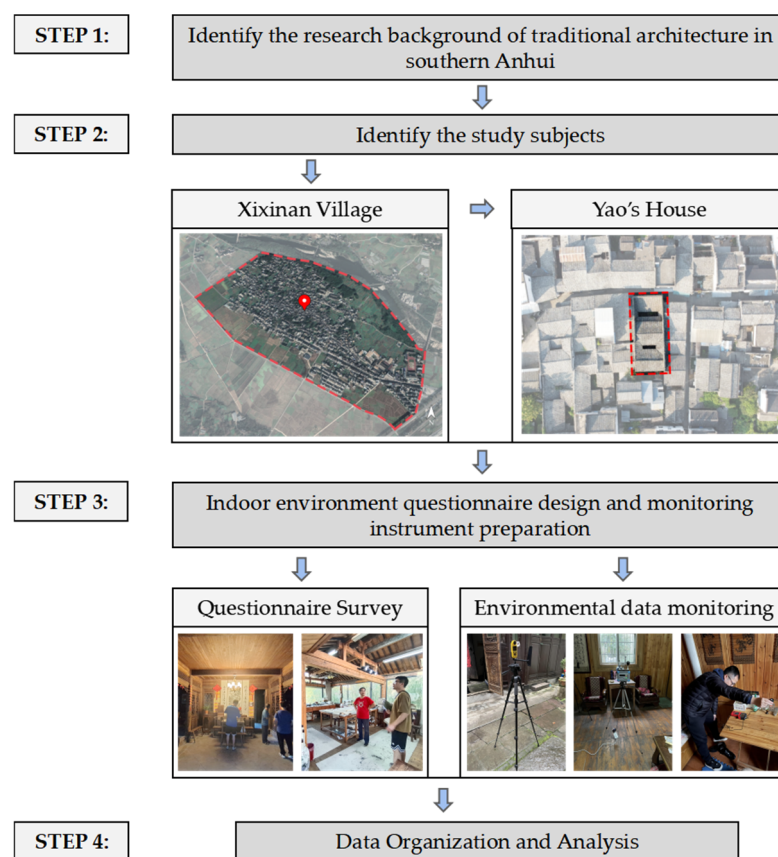 STEP 1:
Identify the research background of traditional architecture in
southern Anhui
STEP 2:
Identify the study subjects
Xixinan Village
Yao's House
STEP 3:
Indoor environment questionnaire design and monitoring
instrument preparation
Questionnaire Survey
Environmental data monitoring
STEP 4:
Data Organization and Analysis